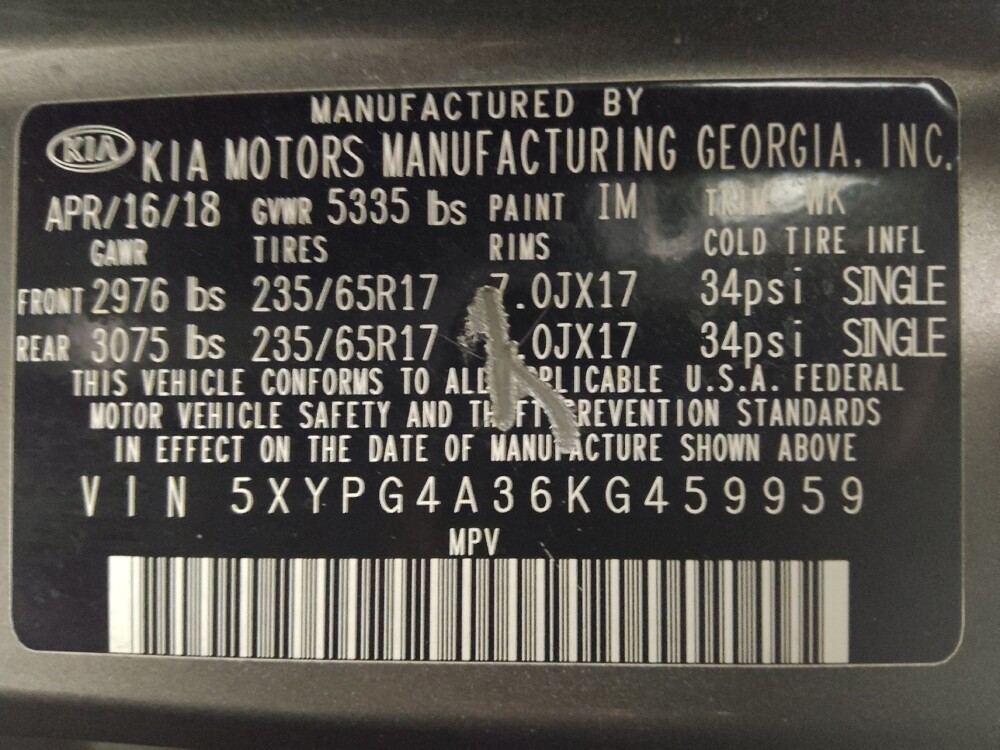 MANUFACTURED BY
KIA KIA MOTORS MANUFACTURING GEORGIA, INC.
APR/16/18 GVWR 5335 lbs PAINT IM TRIM WK
GAWR TIRES RIMS COLD TIRE INFL
FRONT 2976 lbs 235/65R17 7.0JX17 34psi SINGLE
REAR 3075 lbs 235/65R17 .0JX17 34psi SINGLE
THIS VEHICLE CONFORMS TO ALL APPLICABLE U.S.A. FEDERAL
MOTOR VEHICLE SAFETY AND THEFT PREVENTION STANDARDS
IN EFFECT ON THE DATE OF MANUFACTURE SHOWN ABOVE
VIN 5XYPG4A36KG459959
MPV